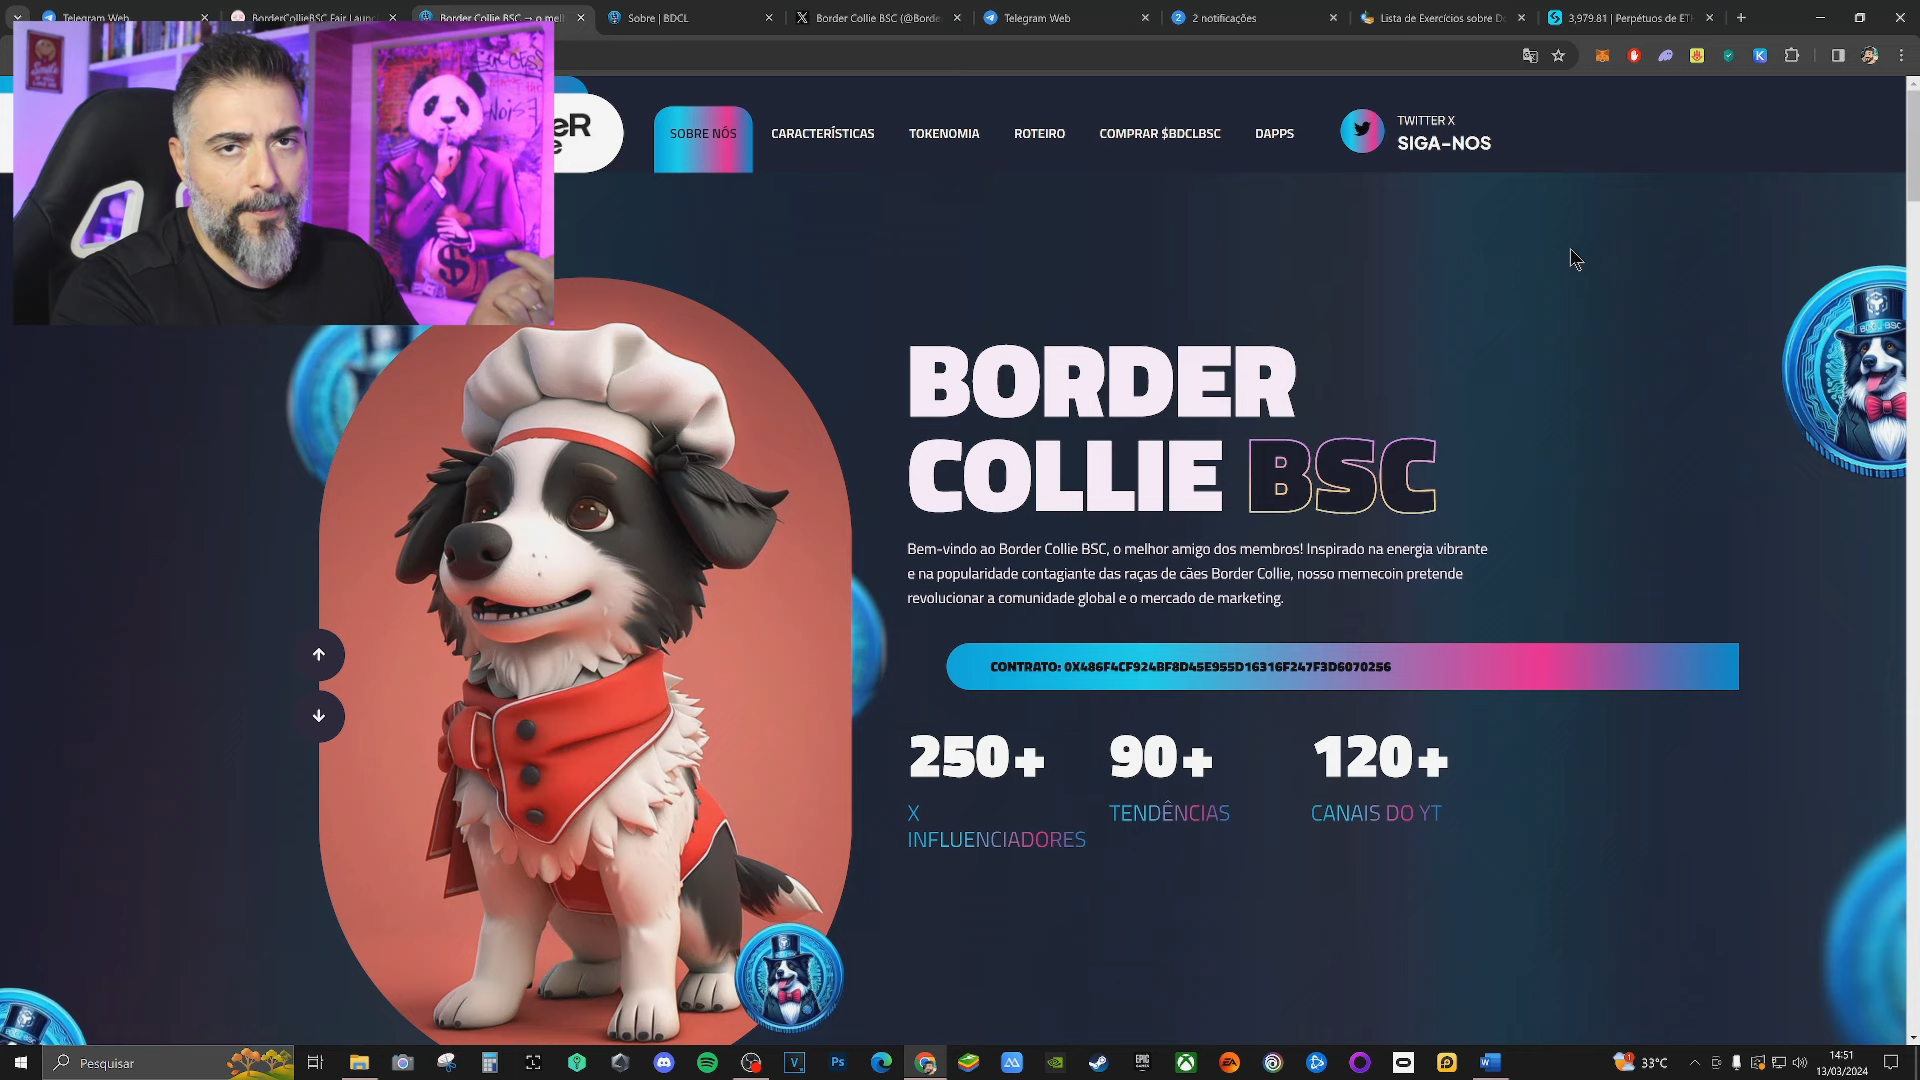 Telegram Web
BorderCollieBSC Fair Launc
Border Collie BSC → o melh
Sobre | BDCL
Border Collie BSC (@Borde
Telegram Web
2 notificações
Lista de Exercícios sobre Do
3,979.81 | Perpétuos de ETH
SOBRE NÓS
CARACTERÍSTICAS
TOKENOMIA
ROTEIRO
COMPRAR $BDCLBSC
DAPPS
TWITTER X
SIGA-NOS
BORDER
COLLIE BSC
Bem-vindo ao Border Collie BSC, o melhor amigo dos membros! Inspirado na energia vibrante
e na popularidade contagiante das raças de cães Border Collie, nosso memecoin pretende
revolucionar a comunidade global e o mercado de marketing.
CONTRATO: 0X486F4CF924BF8D45E955D16316F247F3D6070256
250+
90+
120+
X
INFLUENCIADORES
TENDÊNCIAS
CANAIS DO YT
Pesquisar
33°C
14:51
13/03/2024